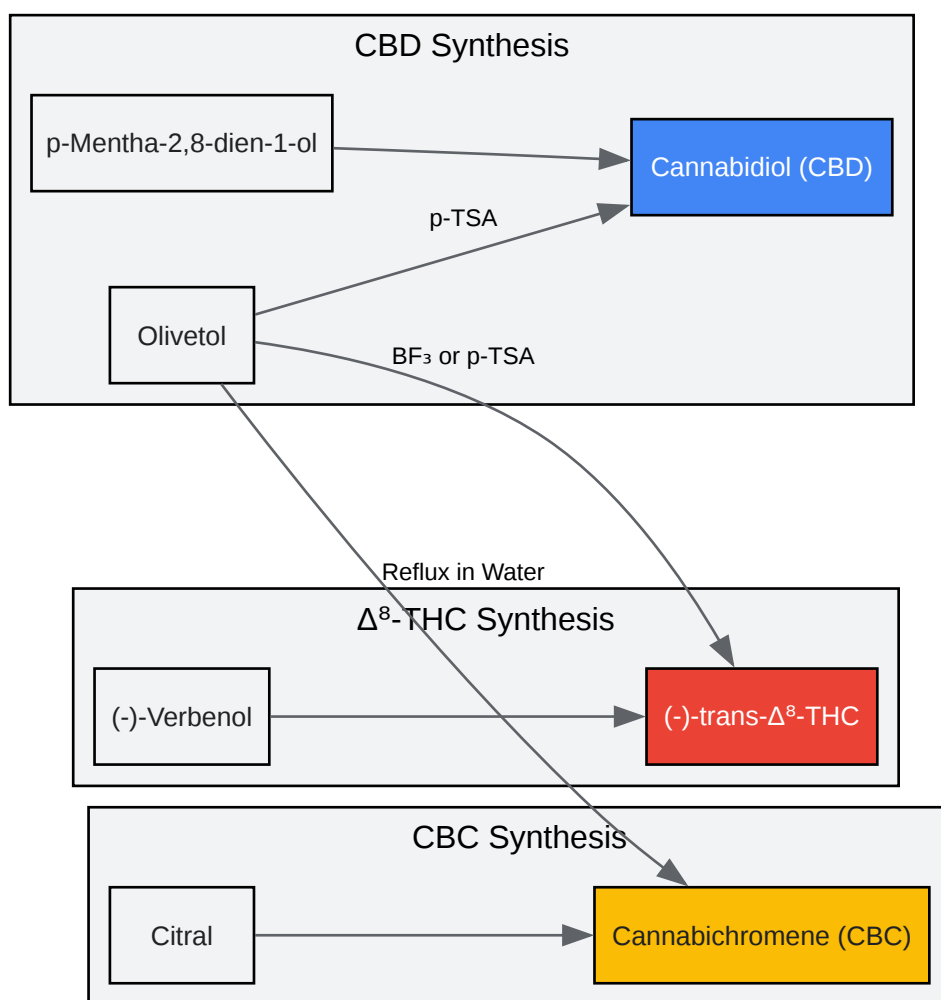 CBD Synthesis
p-Mentha-2,8-dien-1-ol
Cannabidiol (CBD)
p-TSA
Olivetol
BF₃ or p-TSA
Reflux in Water
Δ⁸-THC Synthesis
(-)-Verbenol
(-)-trans-Δ⁸-THC
CBC Synthesis
Citral
Cannabichromene (CBC)